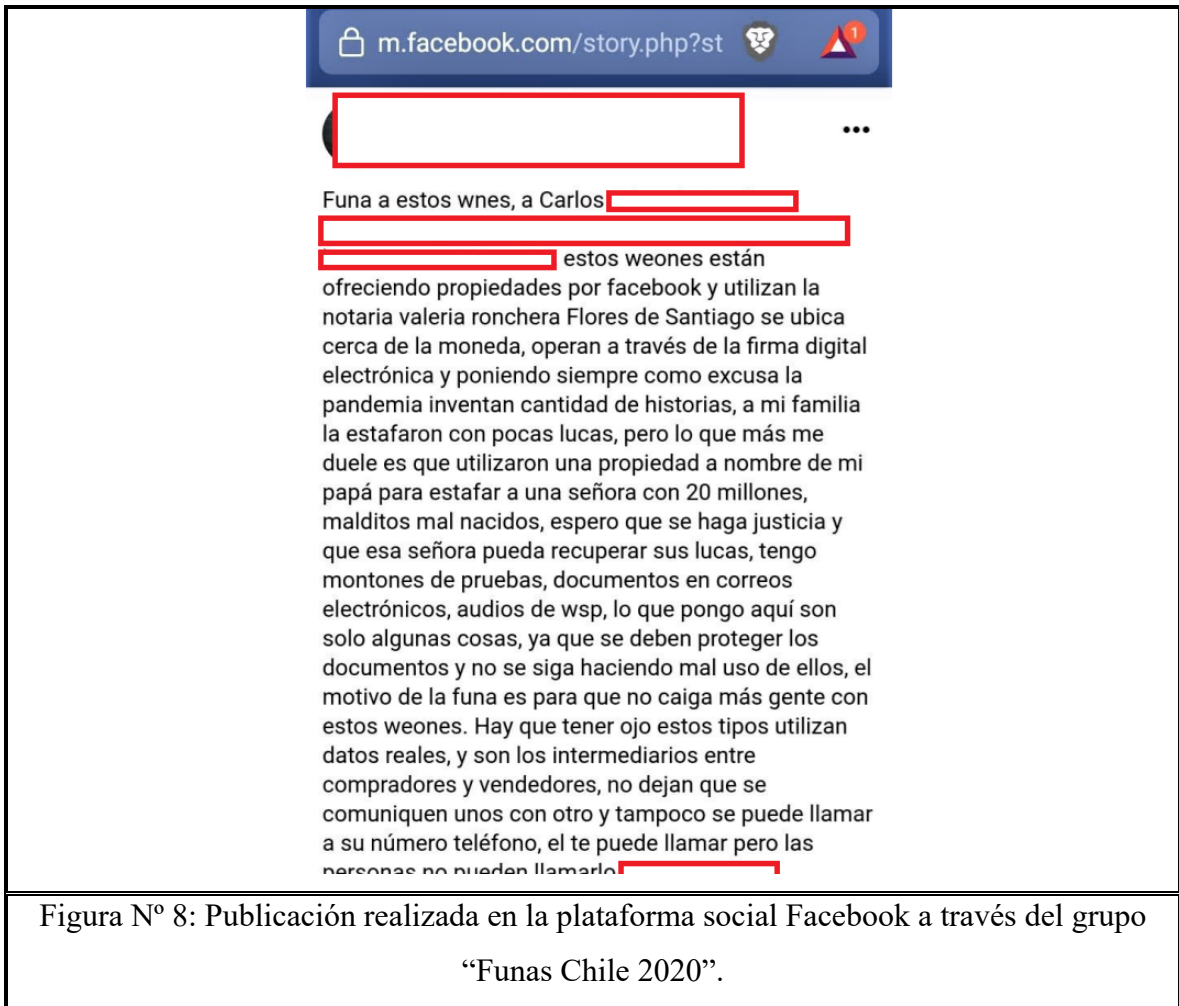 m.facebook.com/story.php?st
1
Funa a estos wnes, a Carlos
estos weones están
ofreciendo propiedades por facebook y utilizan la
notaria valeria ronchera Flores de Santiago se ubica
cerca de la moneda, operan a través de la firma digital
electrónica y poniendo siempre como excusa la
pandemia inventan cantidad de historias, a mi familia
la estafaron con pocas lucas, pero lo que más me
duele es que utilizaron una propiedad a nombre de mi
papá para estafar a una señora con 20 millones,
malditos mal nacidos, espero que se haga justicia y
que esa señora pueda recuperar sus lucas, tengo
montones de pruebas, documentos en correos
electrónicos, audios de wsp, lo que pongo aquí son
solo algunas cosas, ya que se deben proteger los
documentos y no se siga haciendo mal uso de ellos, el
motivo de la funa es para que no caiga más gente con
estos weones. Hay que tener ojo estos tipos utilizan
datos reales, y son los intermediarios entre
compradores y vendedores, no dejan que se
comuniquen unos con otro y tampoco se puede llamar
a su número teléfono, el te puede llamar pero las
personas no pueden llamarlo
Figura Nº 8: Publicación realizada en la plataforma social Facebook a través del grupo
“Funas Chile 2020”.